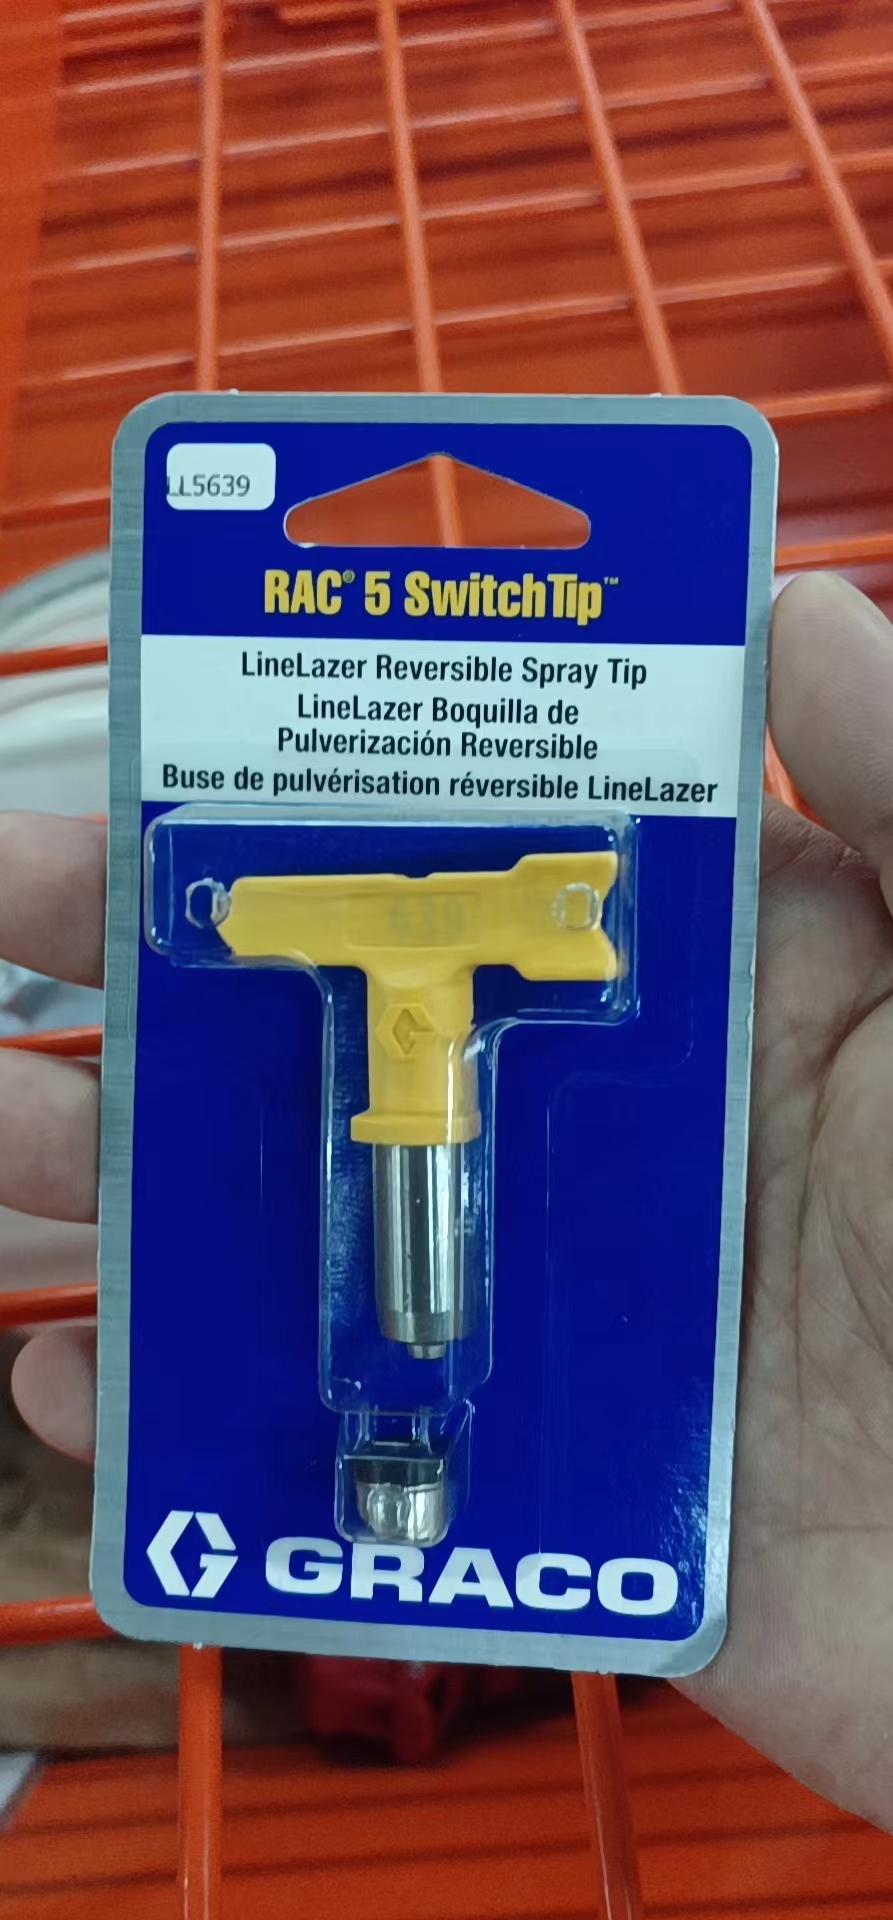 LL5639
RAC® 5 SwitchTip™
LineLazer Reversible Spray Tip
LineLazer Boquilla de
Pulverización Reversible
Buse de pulvérisation réversible LineLazer
639
GRACO